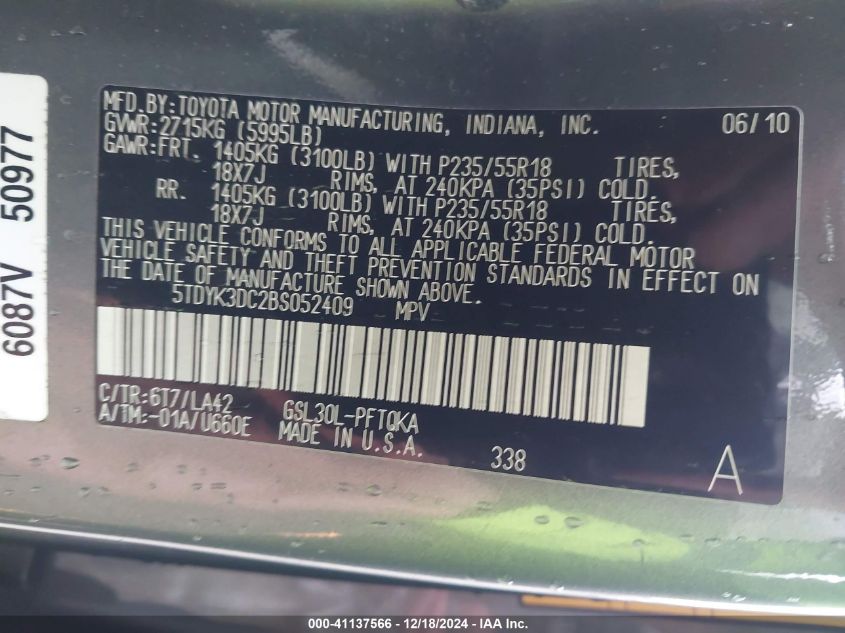 6087V 50977
MFD.BY:TOYOTA MOTOR MANUFACTURING, INDIANA, INC. 06/10
GVWR:2715KG (5995LB)
GAWR:FRT. 1405KG (3100LB) WITH P235/55R18 TIRES,
18X7J RIMS, AT 240KPA (35PSI) COLD.
RR. 1405KG (3100LB) WITH P235/55R18 TIRES,
18X7J RIMS, AT 240KPA (35PSI) COLD.
THIS VEHICLE CONFORMS TO ALL APPLICABLE FEDERAL MOTOR
VEHICLE SAFETY AND THEFT PREVENTION STANDARDS IN EFFECT ON
THE DATE OF MANUFACTURE SHOWN ABOVE.
5TDYK3DC2BS052409 MPV
C/TR:6T7/LA42 GSL30L-PFTQKA
A/TM:-01A/U660E MADE IN U.S.A. 338 A
000-41137566 - 12/18/2024 - IAA Inc.